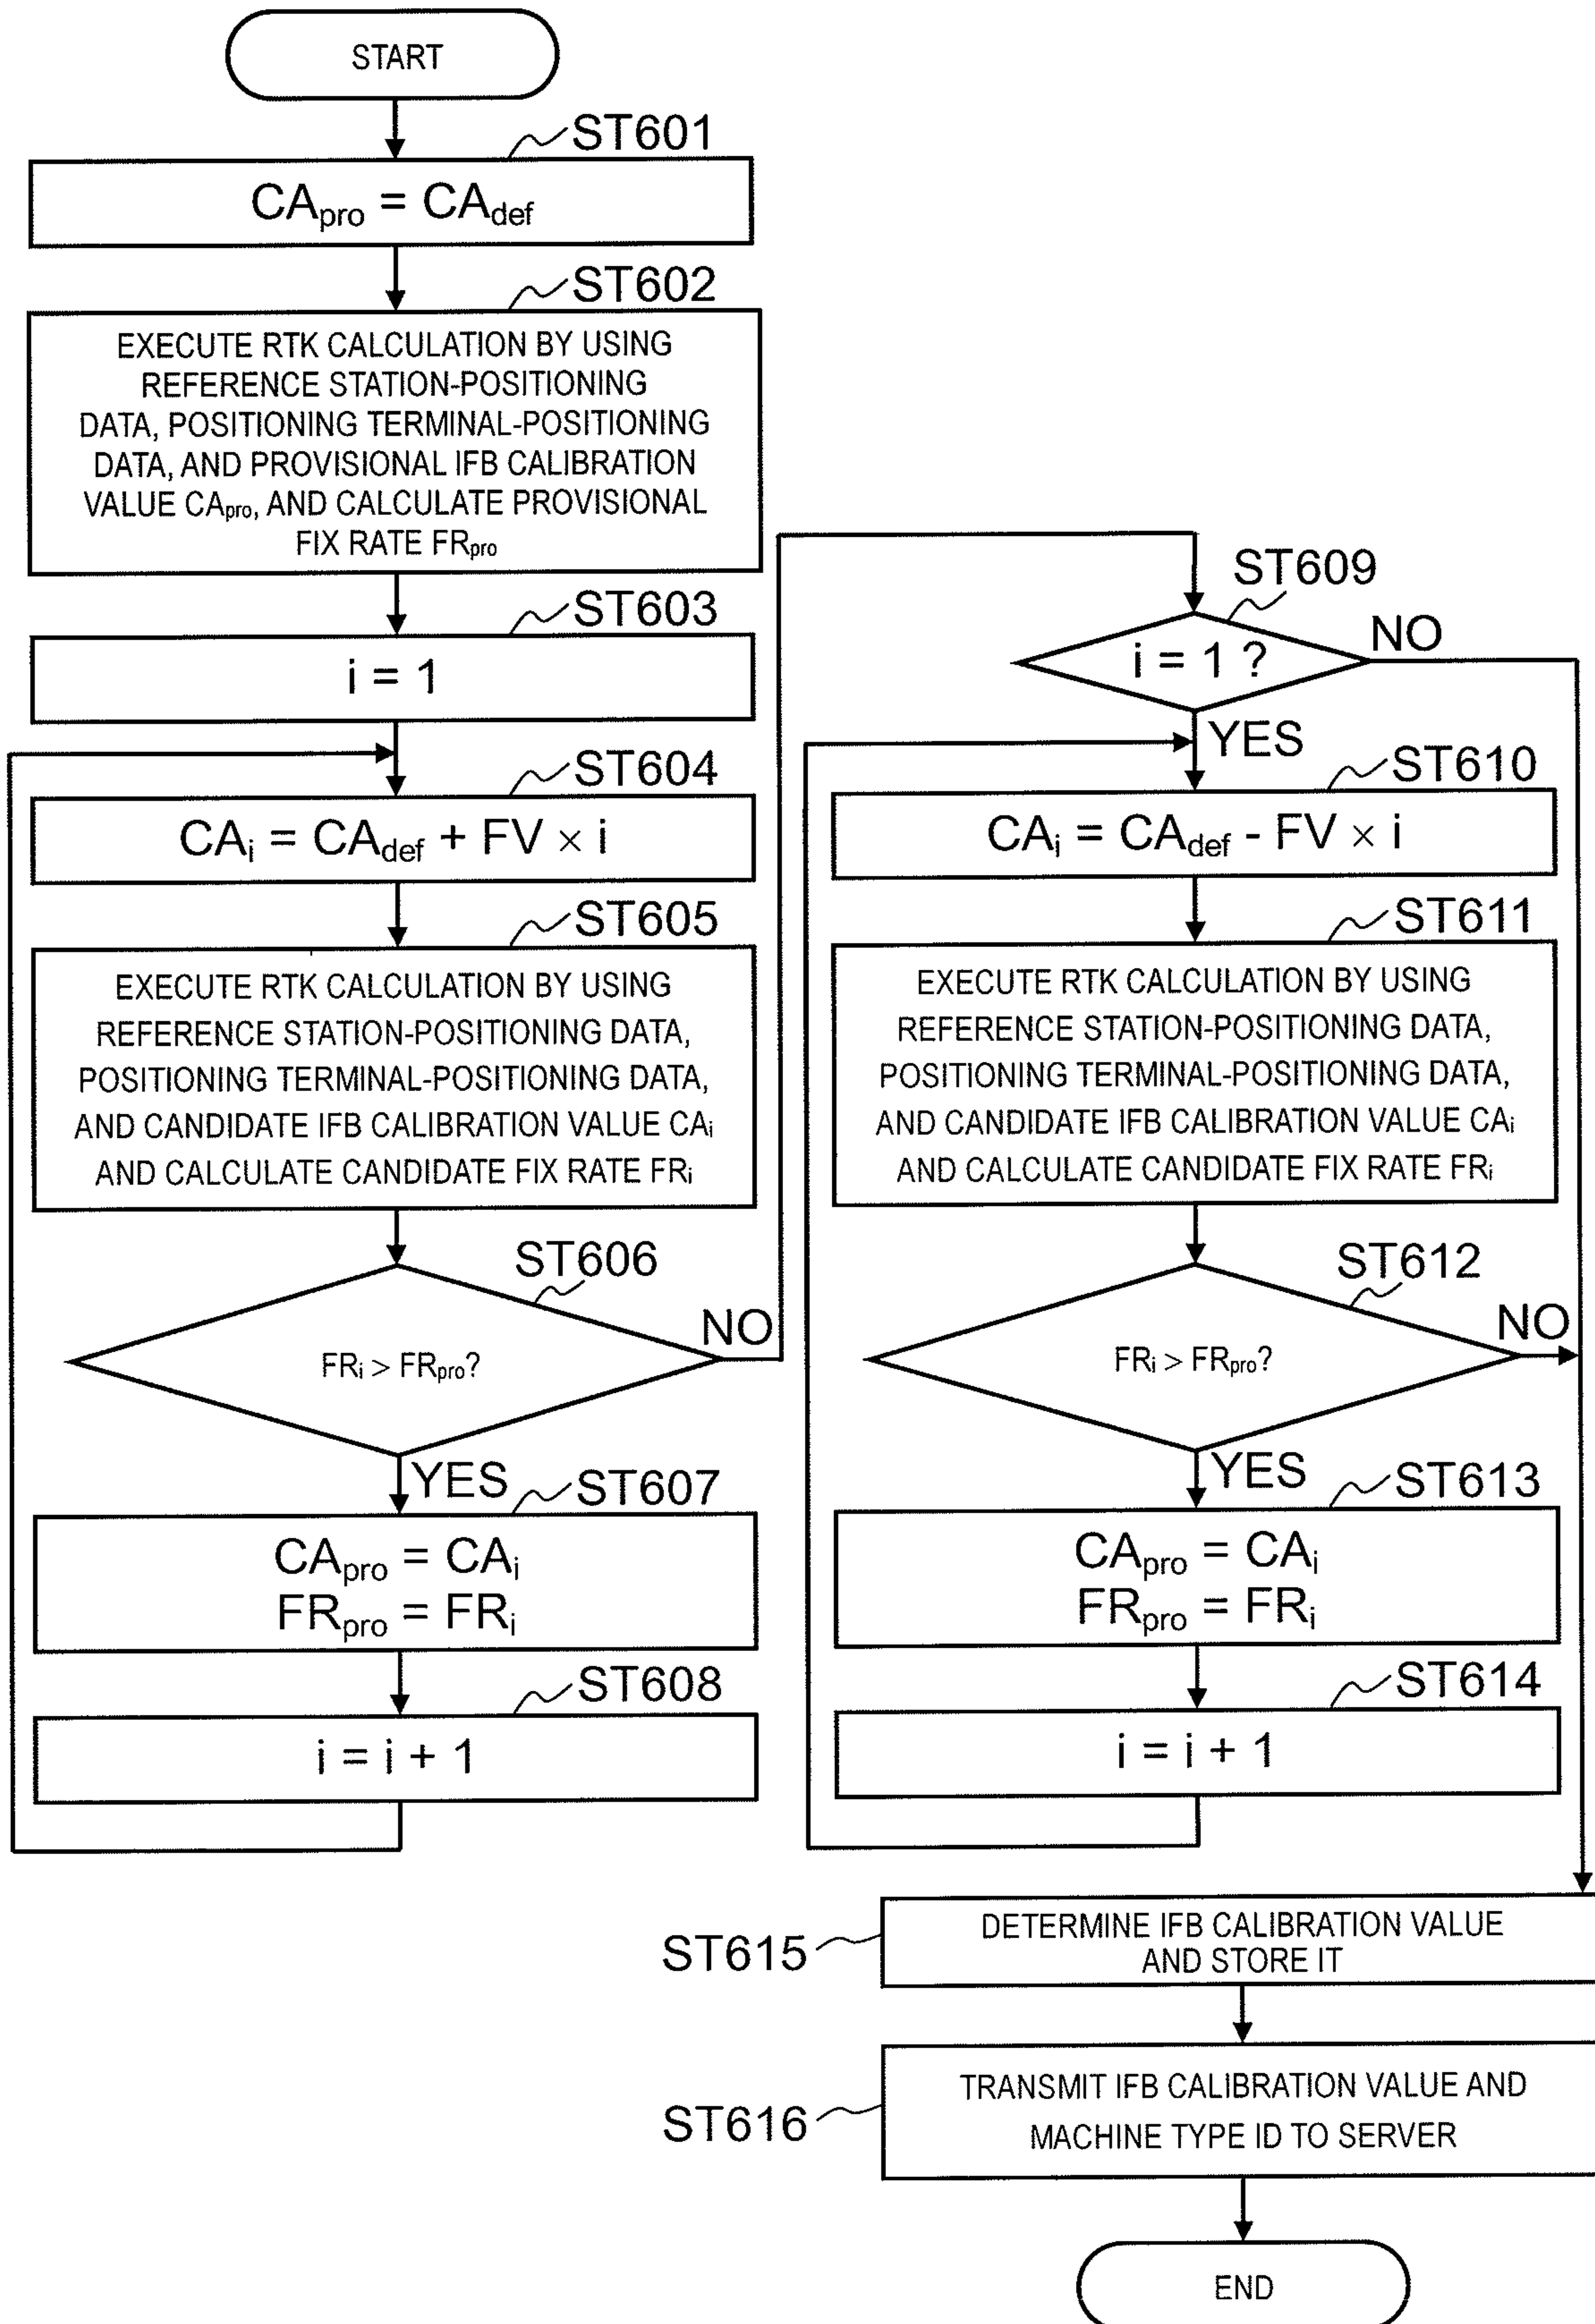 START
ST601
CApro = CAdef
ST602
EXECUTE RTK CALCULATION BY USING
REFERENCE STATION-POSITIONING
DATA, POSITIONING TERMINAL-POSITIONING
DATA, AND PROVISIONAL IFB CALIBRATION
VALUE CApro, AND CALCULATE PROVISIONAL
FIX RATE FRpro
ST603
i = 1
ST604
CAi = CAdef + FV × i
ST605
EXECUTE RTK CALCULATION BY USING
REFERENCE STATION-POSITIONING DATA,
POSITIONING TERMINAL-POSITIONING DATA,
AND CANDIDATE IFB CALIBRATION VALUE CAi
AND CALCULATE CANDIDATE FIX RATE FRi
ST606
NO
FRi > FRpro?
YES
ST607
CApro = CAi
FRpro = FRi
ST608
i = i + 1
ST609
NO
i = 1 ?
YES
ST610
CAi = CAdef - FV × i
ST611
EXECUTE RTK CALCULATION BY USING
REFERENCE STATION-POSITIONING DATA,
POSITIONING TERMINAL-POSITIONING DATA,
AND CANDIDATE IFB CALIBRATION VALUE CAi
AND CALCULATE CANDIDATE FIX RATE FRi
ST612
NO
FRi > FRpro?
YES
ST613
CApro = CAi
FRpro = FRi
ST614
i = i + 1
ST615
DETERMINE IFB CALIBRATION VALUE
AND STORE IT
ST616
TRANSMIT IFB CALIBRATION VALUE AND
MACHINE TYPE ID TO SERVER
END